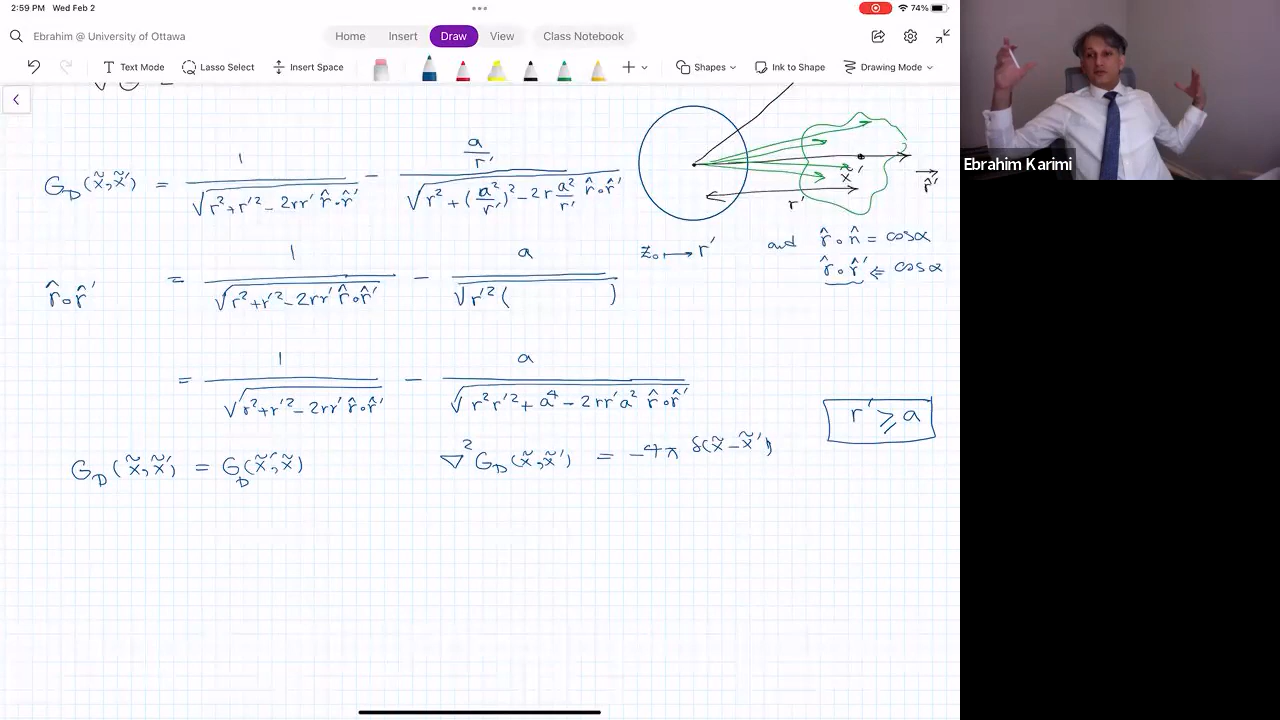 2:59 PM Wed Feb 2
74%
Ebrahim @ University of Ottawa
Home Insert Draw View Class Notebook
Text Mode Lasso Select Insert Space Shapes Ink to Shape Drawing Mode
Ebrahim Karimi
G_D(x̃, x̃') = 1 / √(r² + r'² - 2rr' r̂∘r̂') - (a/r') / √(r² + (a²/r')² - 2r a²/r' r̂∘r̂')
x̃'
r⃗'
r'
z₀ ↦ r' and r̂∘n̂ = cosα
r̂∘r̂' ⇐ cosα
r̂∘r̂' = 1 / √(r² + r'² - 2rr' r̂∘r̂') - a / √(r'² ( )
= 1 / √(r² + r'² - 2rr' r̂∘r̂') - a / √(r²r'² + a⁴ - 2rr'a² r̂∘r̂')
r' ⩾ a
G_D(x̃, x̃') = G_D(x̃', x̃) ∇² G_D(x̃, x̃') = -4π δ(x̃ - x̃')